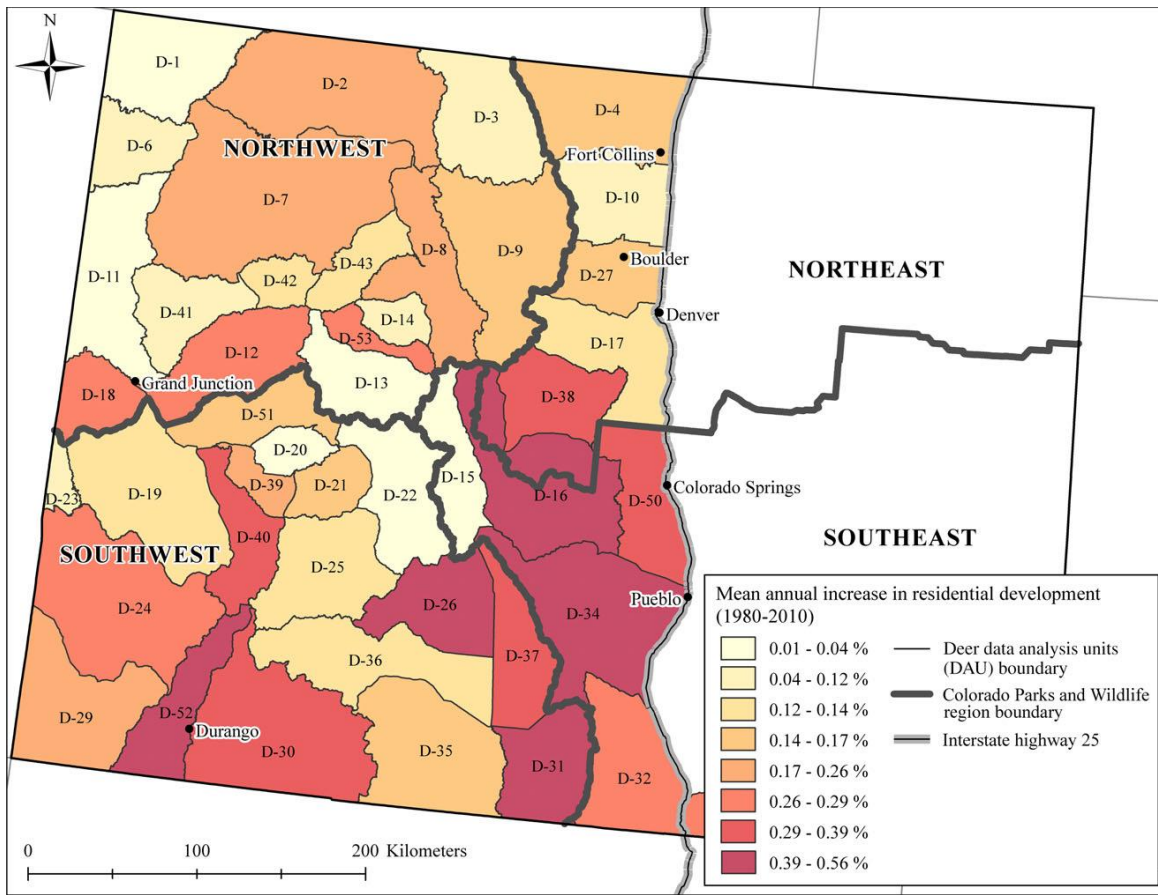 N
D-1
D-2
D-3
D-4
D-6
NORTHWEST
Fort Collins
D-7
D-10
D-8
D-9
D-11
D-43
D-42
D-27
Boulder
NORTHEAST
D-41
D-14
Denver
D-53
D-17
D-12
D-13
Grand Junction
D-18
D-38
D-51
D-20
D-15
D-39
D-21
D-22
D-19
D-23
D-16
D-50
Colorado Springs
D-40
SOUTHWEST
SOUTHEAST
D-25
D-24
D-26
D-34
Pueblo
D-37
D-36
D-29
D-52
Durango
D-30
D-35
D-31
D-32
Mean annual increase in residential development
(1980-2010)
0.01 - 0.04 %
0.04 - 0.12 %
0.12 - 0.14 %
0.14 - 0.17 %
0.17 - 0.26 %
0.26 - 0.29 %
0.29 - 0.39 %
0.39 - 0.56 %
Deer data analysis units
(DAU) boundary
Colorado Parks and Wildlife
region boundary
Interstate highway 25
0 100 200 Kilometers